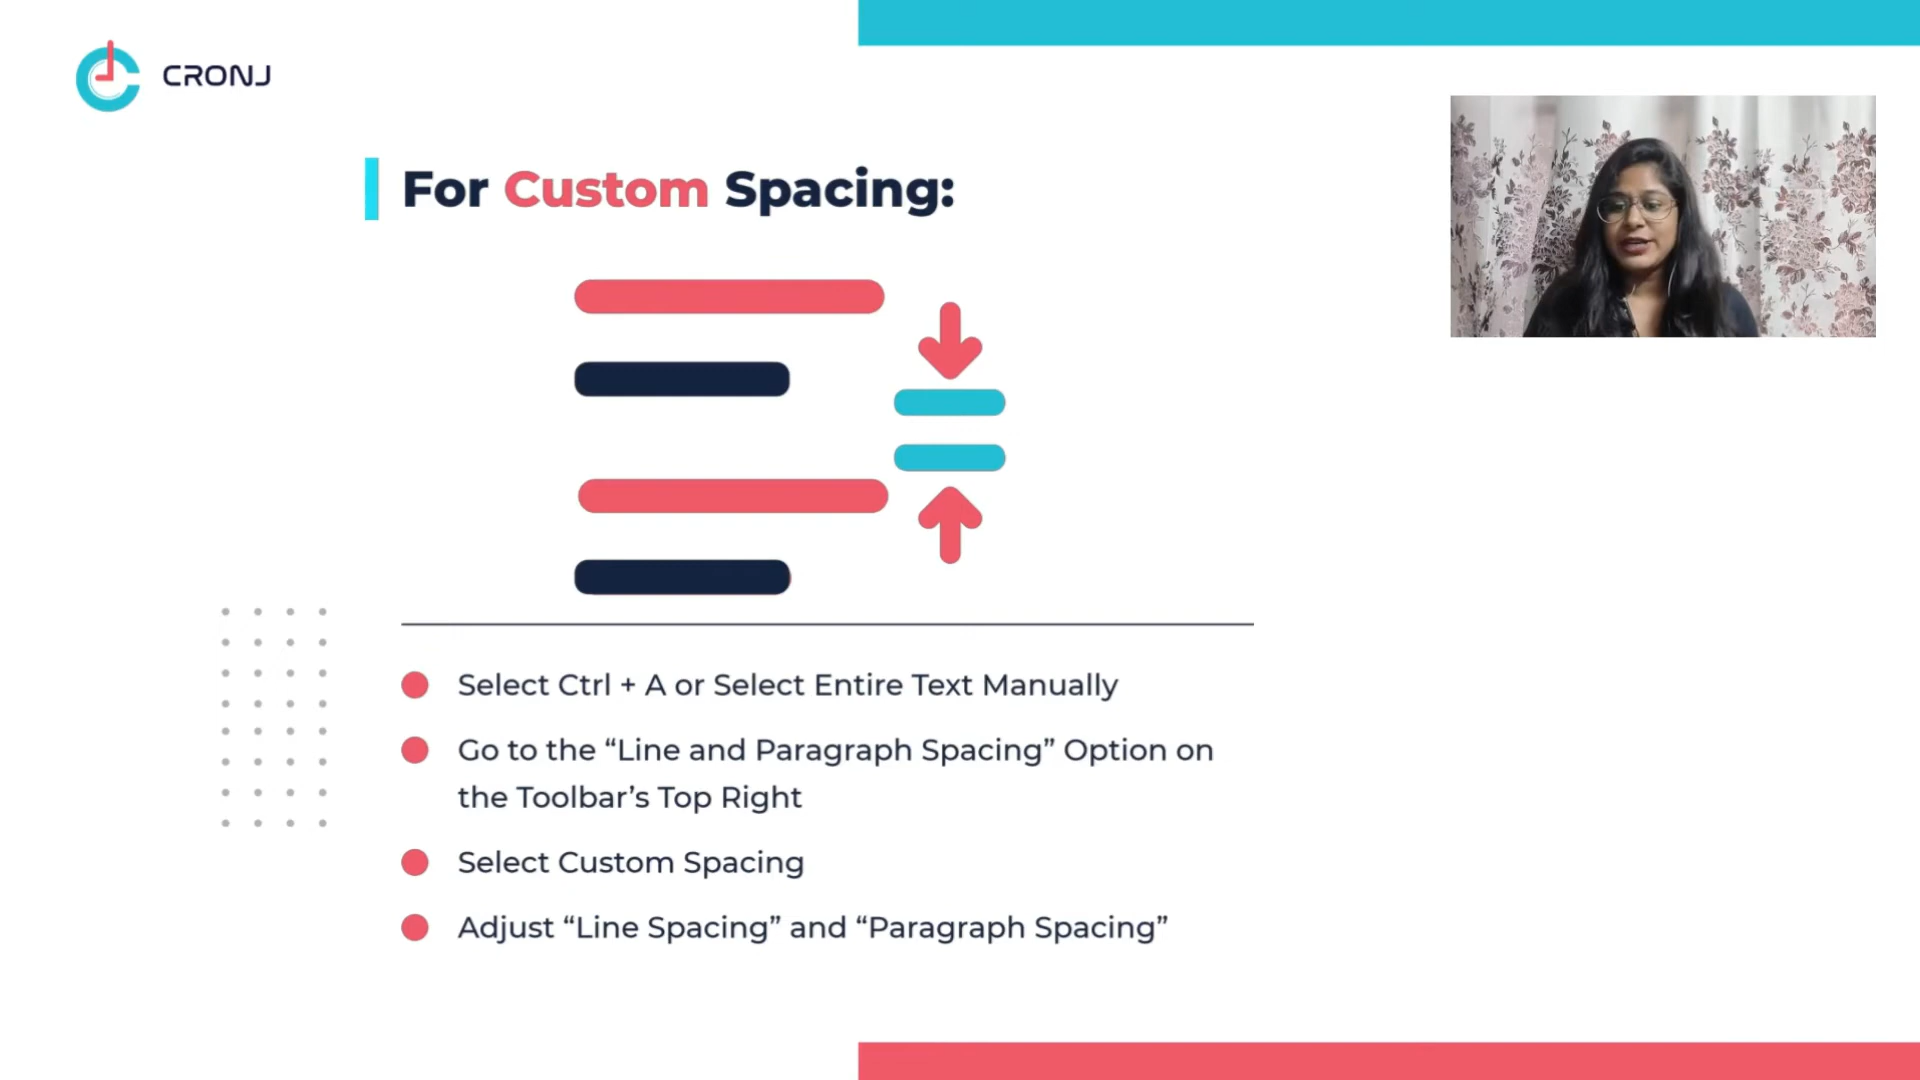 CRONJ
For Custom Spacing:
Select Ctrl + A or Select Entire Text Manually
Go to the “Line and Paragraph Spacing” Option on
the Toolbar’s Top Right
Select Custom Spacing
Adjust “Line Spacing” and “Paragraph Spacing”